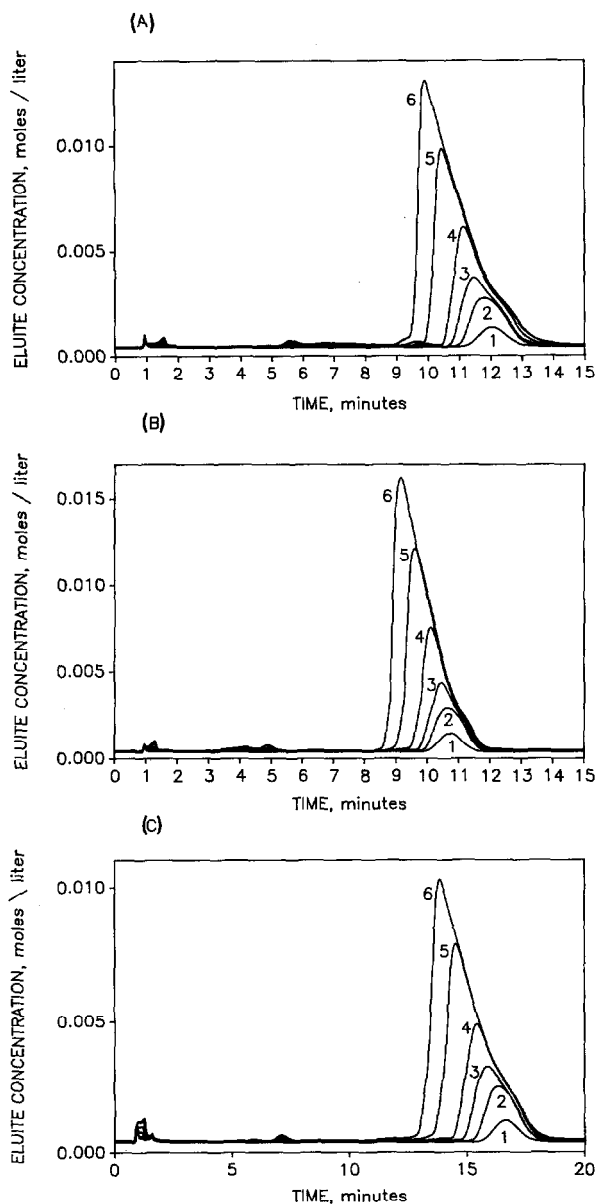 (A)
ELUITE CONCENTRATION, moles / liter
0.010
0.005
0.000
6
5
4
3
2
1
0 1 2 3 4 5 6 7 8 9 10 11 12 13 14 15
TIME, minutes
(B)
ELUITE CONCENTRATION, moles / liter
0.015
0.010
0.005
0.000
6
5
4
3
2
1
0 1 2 3 4 5 6 7 8 9 10 11 12 13 14 15
TIME, minutes
(C)
ELUITE CONCENTRATION, moles \ liter
0.010
0.005
0.000
6
5
4
3
2
1
0 5 10 15 20
TIME, minutes